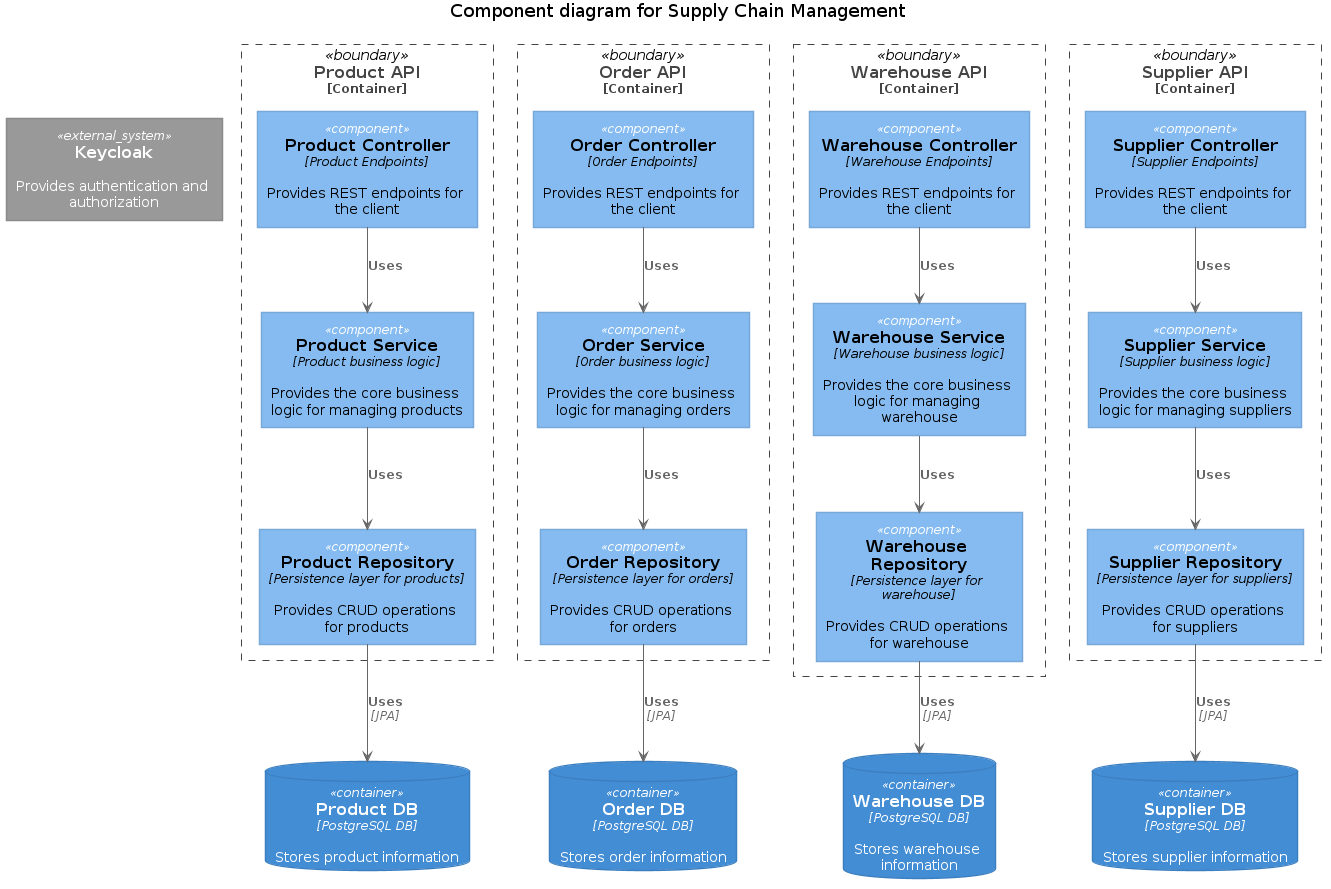 Component diagram for Supply Chain Management
«external_system»
Keycloak
Provides authentication and
authorization
«boundary»
Product API
[Container]
«component»
Product Controller
[Product Endpoints]
Provides REST endpoints for
the client
Uses
«component»
Product Service
[Product business logic]
Provides the core business
logic for managing products
Uses
«component»
Product Repository
[Persistence layer for products]
Provides CRUD operations
for products
Uses
[JPA]
«container»
Product DB
[PostgreSQL DB]
Stores product information
«boundary»
Order API
[Container]
«component»
Order Controller
[Order Endpoints]
Provides REST endpoints for
the client
Uses
«component»
Order Service
[Order business logic]
Provides the core business
logic for managing orders
Uses
«component»
Order Repository
[Persistence layer for orders]
Provides CRUD operations
for orders
Uses
[JPA]
«container»
Order DB
[PostgreSQL DB]
Stores order information
«boundary»
Warehouse API
[Container]
«component»
Warehouse Controller
[Warehouse Endpoints]
Provides REST endpoints for
the client
Uses
«component»
Warehouse Service
[Warehouse business logic]
Provides the core business
logic for managing
warehouse
Uses
«component»
Warehouse
Repository
[Persistence layer for
warehouse]
Provides CRUD operations
for warehouse
Uses
[JPA]
«container»
Warehouse DB
[PostgreSQL DB]
Stores warehouse
information
«boundary»
Supplier API
[Container]
«component»
Supplier Controller
[Supplier Endpoints]
Provides REST endpoints for
the client
Uses
«component»
Supplier Service
[Supplier business logic]
Provides the core business
logic for managing suppliers
Uses
«component»
Supplier Repository
[Persistence layer for suppliers]
Provides CRUD operations
for suppliers
Uses
[JPA]
«container»
Supplier DB
[PostgreSQL DB]
Stores supplier information